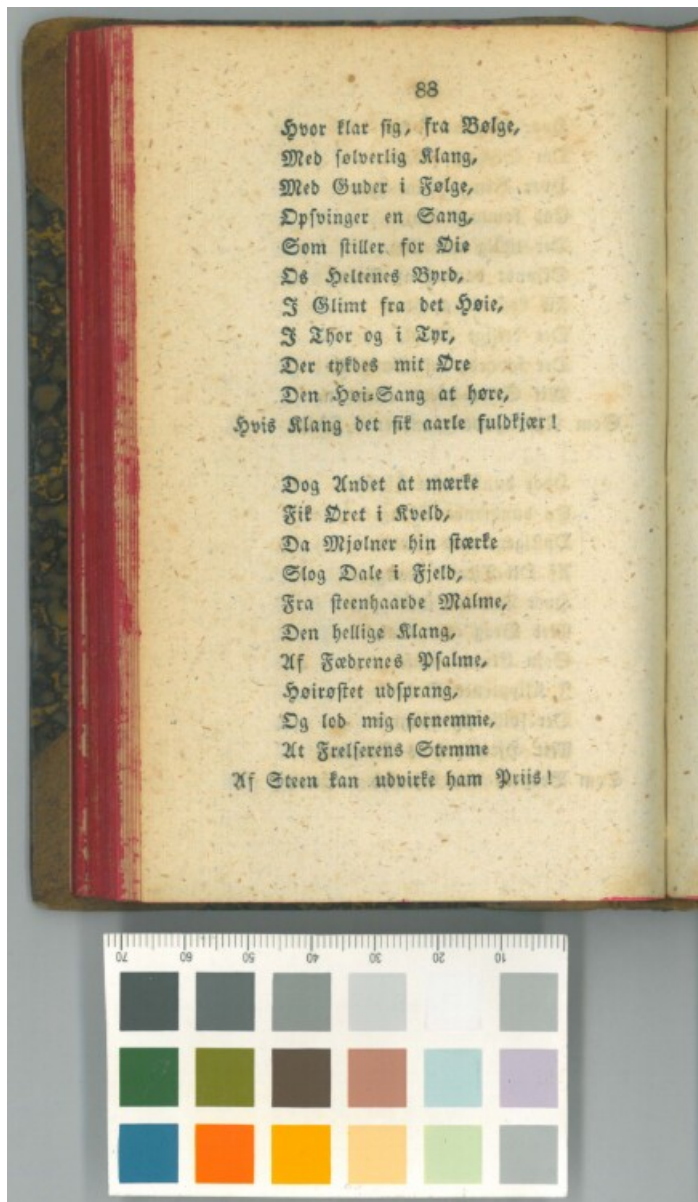 88
Hvor klar sig, fra Bølge,
Med sølverlig Klang,
Med Guder i Følge,
Opsvinger en Sang,
Som stiller for Øie
Os Heltenes Byrd,
I Glimt fra det Høie,
I Thor og i Tyr,
Der tykdes mit Øre
Den Høi-Sang at høre,
Hvis Klang det fik aarle fuldkjær!
Dog Andet at mærke
Fik Øret i Kveld,
Da Mjølner hin stærke
Slog Dale i Fjeld,
Fra steenhaarde Malme,
Den hellige Klang,
Af Fædrenes Psalme,
Høirøstet udsprang,
Og lod mig fornemme,
At Frelserens Stemme
Af Steen kan udvirke ham Priis!
70 60 50 40 30 20 10